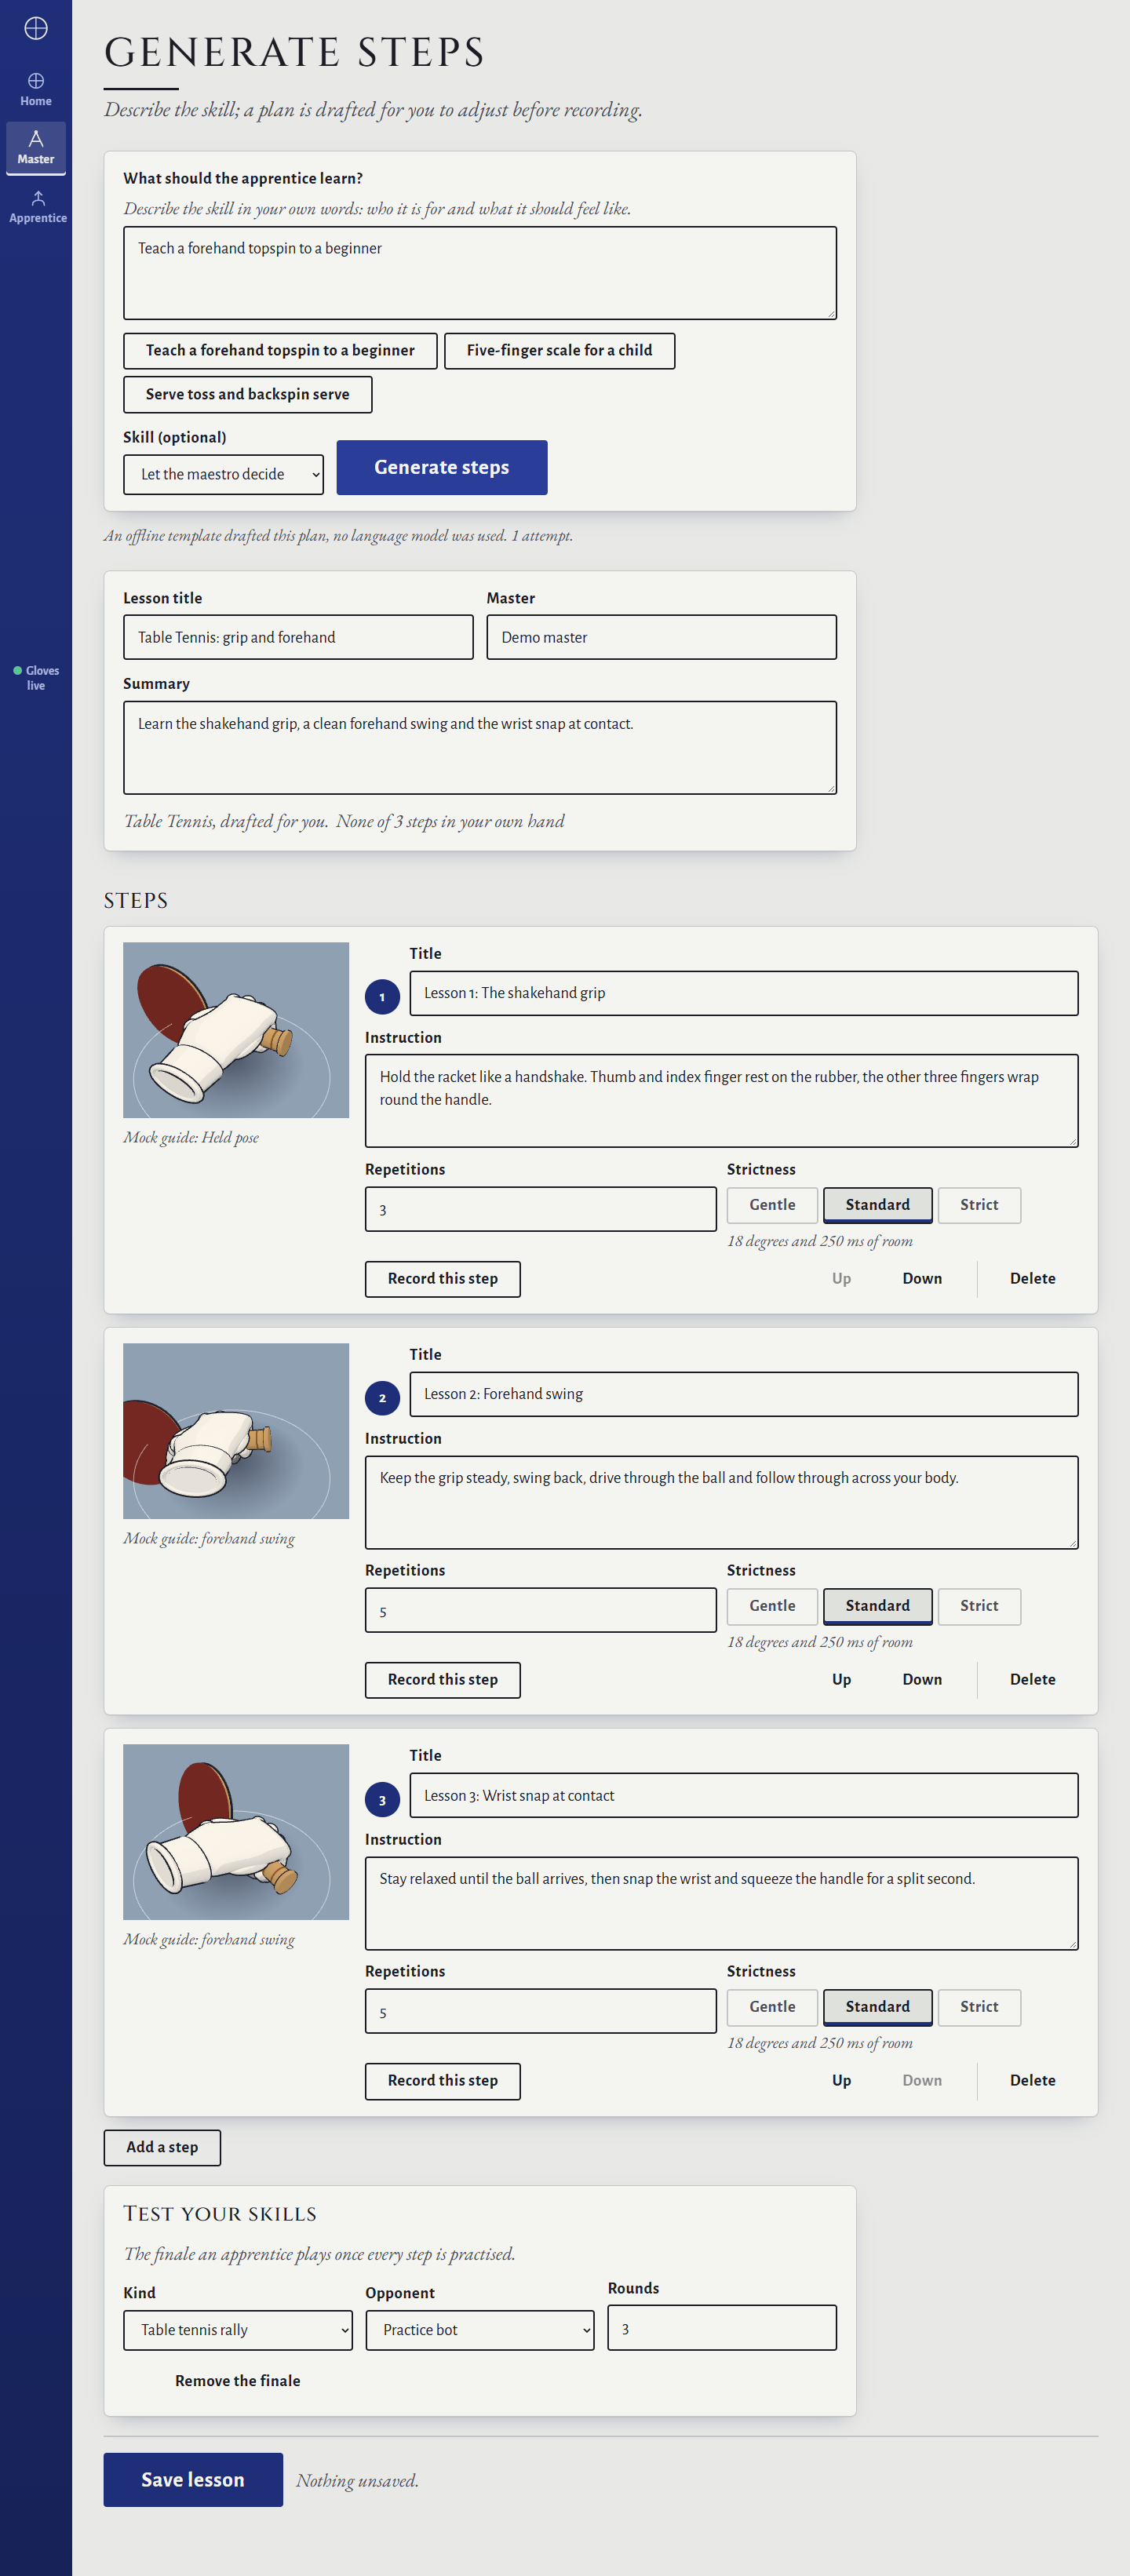 Home
Master
Apprentice
Gloves
live
GENERATE STEPS
Describe the skill; a plan is drafted for you to adjust before recording.
What should the apprentice learn?
Describe the skill in your own words: who it is for and what it should feel like.
Teach a forehand topspin to a beginner
Teach a forehand topspin to a beginner
Five-finger scale for a child
Serve toss and backspin serve
Skill (optional)
Let the maestro decide
Generate steps
An offline template drafted this plan, no language model was used. 1 attempt.
Lesson title
Master
Table Tennis: grip and forehand
Demo master
Summary
Learn the shakehand grip, a clean forehand swing and the wrist snap at contact.
Table Tennis, drafted for you. None of 3 steps in your own hand
STEPS
Title
1
Lesson 1: The shakehand grip
Instruction
Hold the racket like a handshake. Thumb and index finger rest on the rubber, the other three fingers wrap
round the handle.
Mock guide: Held pose
Repetitions
Strictness
3
Gentle
Standard
Strict
18 degrees and 250 ms of room
Record this step
Up
Down
Delete
Title
2
Lesson 2: Forehand swing
Instruction
Keep the grip steady, swing back, drive through the ball and follow through across your body.
Mock guide: forehand swing
Repetitions
Strictness
5
Gentle
Standard
Strict
18 degrees and 250 ms of room
Record this step
Up
Down
Delete
Title
3
Lesson 3: Wrist snap at contact
Instruction
Stay relaxed until the ball arrives, then snap the wrist and squeeze the handle for a split second.
Mock guide: forehand swing
Repetitions
Strictness
5
Gentle
Standard
Strict
18 degrees and 250 ms of room
Record this step
Up
Down
Delete
Add a step
TEST YOUR SKILLS
The finale an apprentice plays once every step is practised.
Kind
Opponent
Rounds
Table tennis rally
Practice bot
3
Remove the finale
Save lesson
Nothing unsaved.